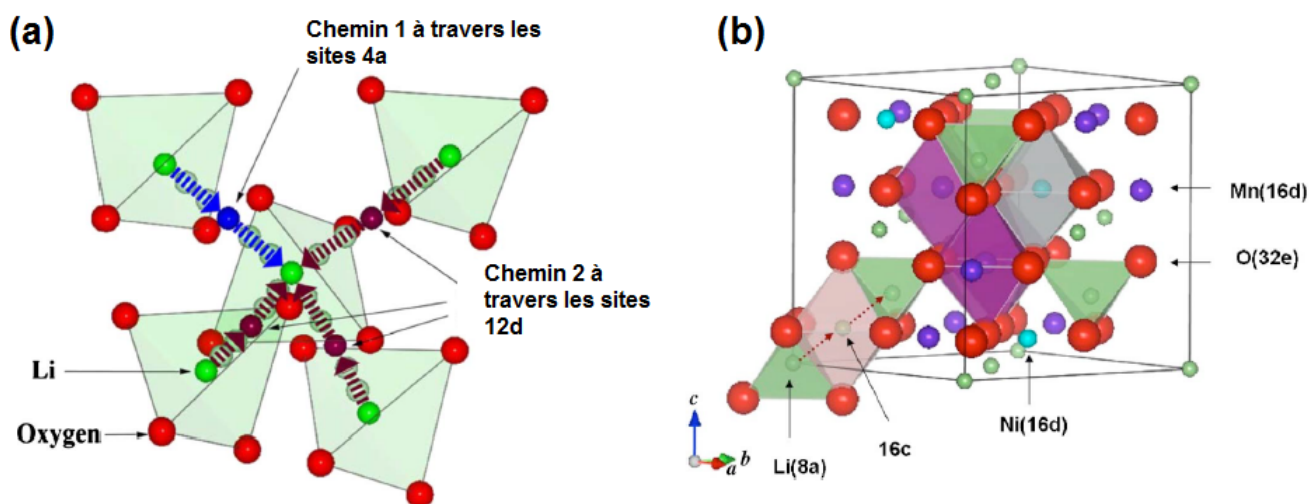 (a)
Chemin 1 à travers les
sites 4a
Chemin 2 à
travers les sites
12d
Li
Oxygen
(b)
Mn(16d)
O(32e)
Ni(16d)
16c
Li(8a)
c
b
a